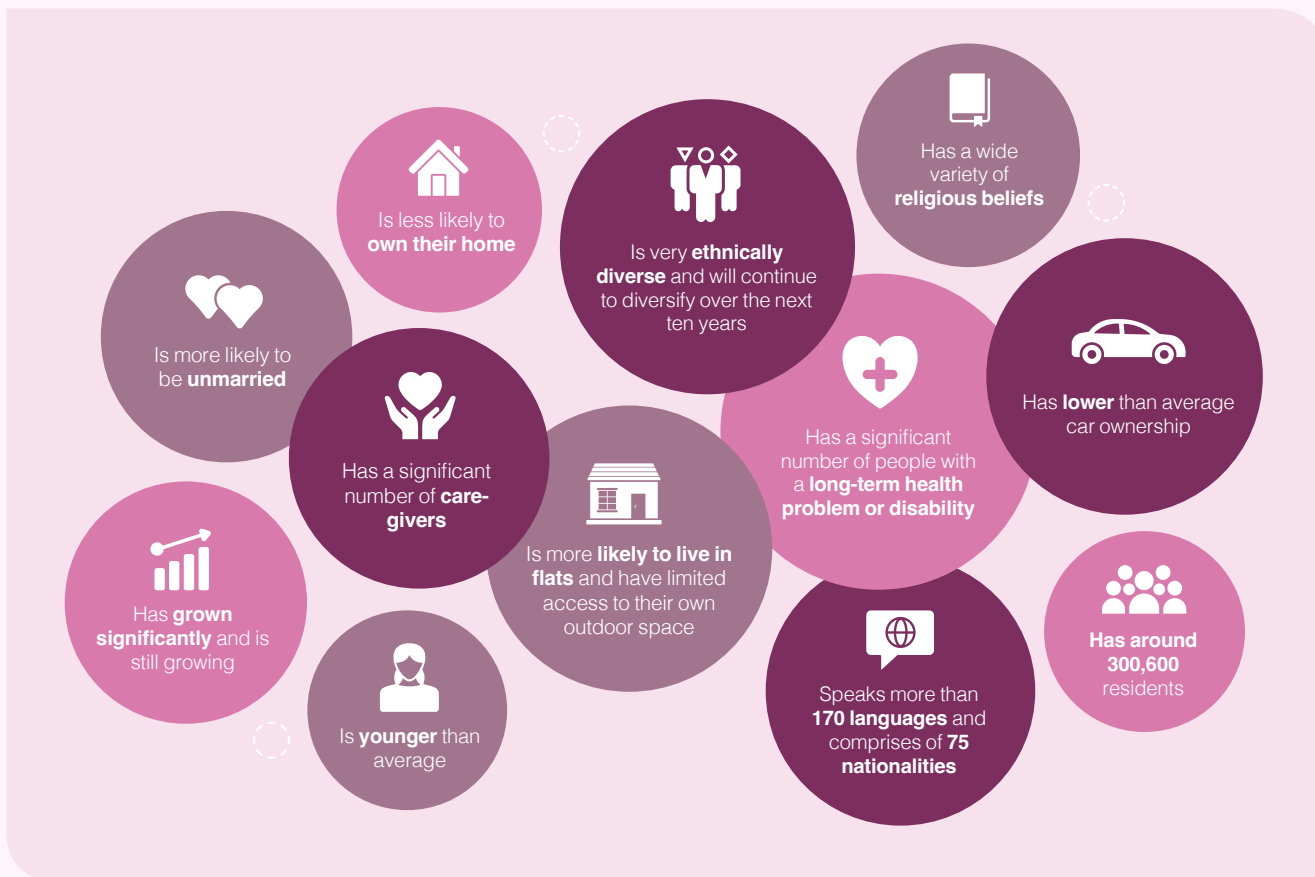 Has a wide
variety of
religious beliefs
Is less likely to
own their home
Is very ethnically
diverse and will continue
to diversify over the next
ten years
Is more likely to
be unmarried
Has lower than average
car ownership
Has a significant
number of people with
a long-term health
problem or disability
Has a significant
number of care-
givers
Is more likely to live in
flats and have limited
access to their own
outdoor space
Has grown
significantly and is
still growing
Has around
300,600
residents
Speaks more than
170 languages and
comprises of 75
nationalities
Is younger than
average